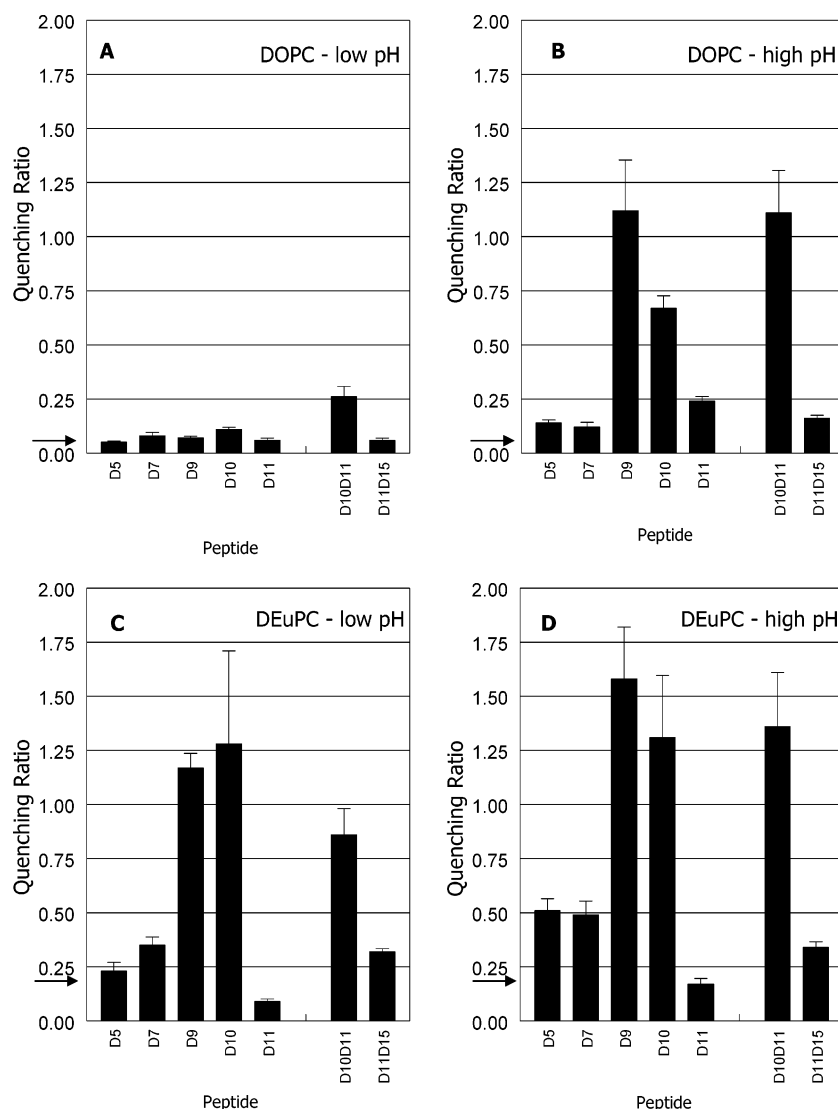 A
DOPC - low pH
Quenching Ratio
2.00
1.75
1.50
1.25
1.00
0.75
0.50
0.25
0.00
D5
D7
D9
D10
D11
D10D11
D11D15
Peptide
B
DOPC - high pH
Quenching Ratio
2.00
1.75
1.50
1.25
1.00
0.75
0.50
0.25
0.00
D5
D7
D9
D10
D11
D10D11
D11D15
Peptide
C
DEuPC - low pH
Quenching Ratio
2.00
1.75
1.50
1.25
1.00
0.75
0.50
0.25
0.00
D5
D7
D9
D10
D11
D10D11
D11D15
Peptide
D
DEuPC - high pH
Quenching Ratio
2.00
1.75
1.50
1.25
1.00
0.75
0.50
0.25
0.00
D5
D7
D9
D10
D11
D10D11
D11D15
Peptide